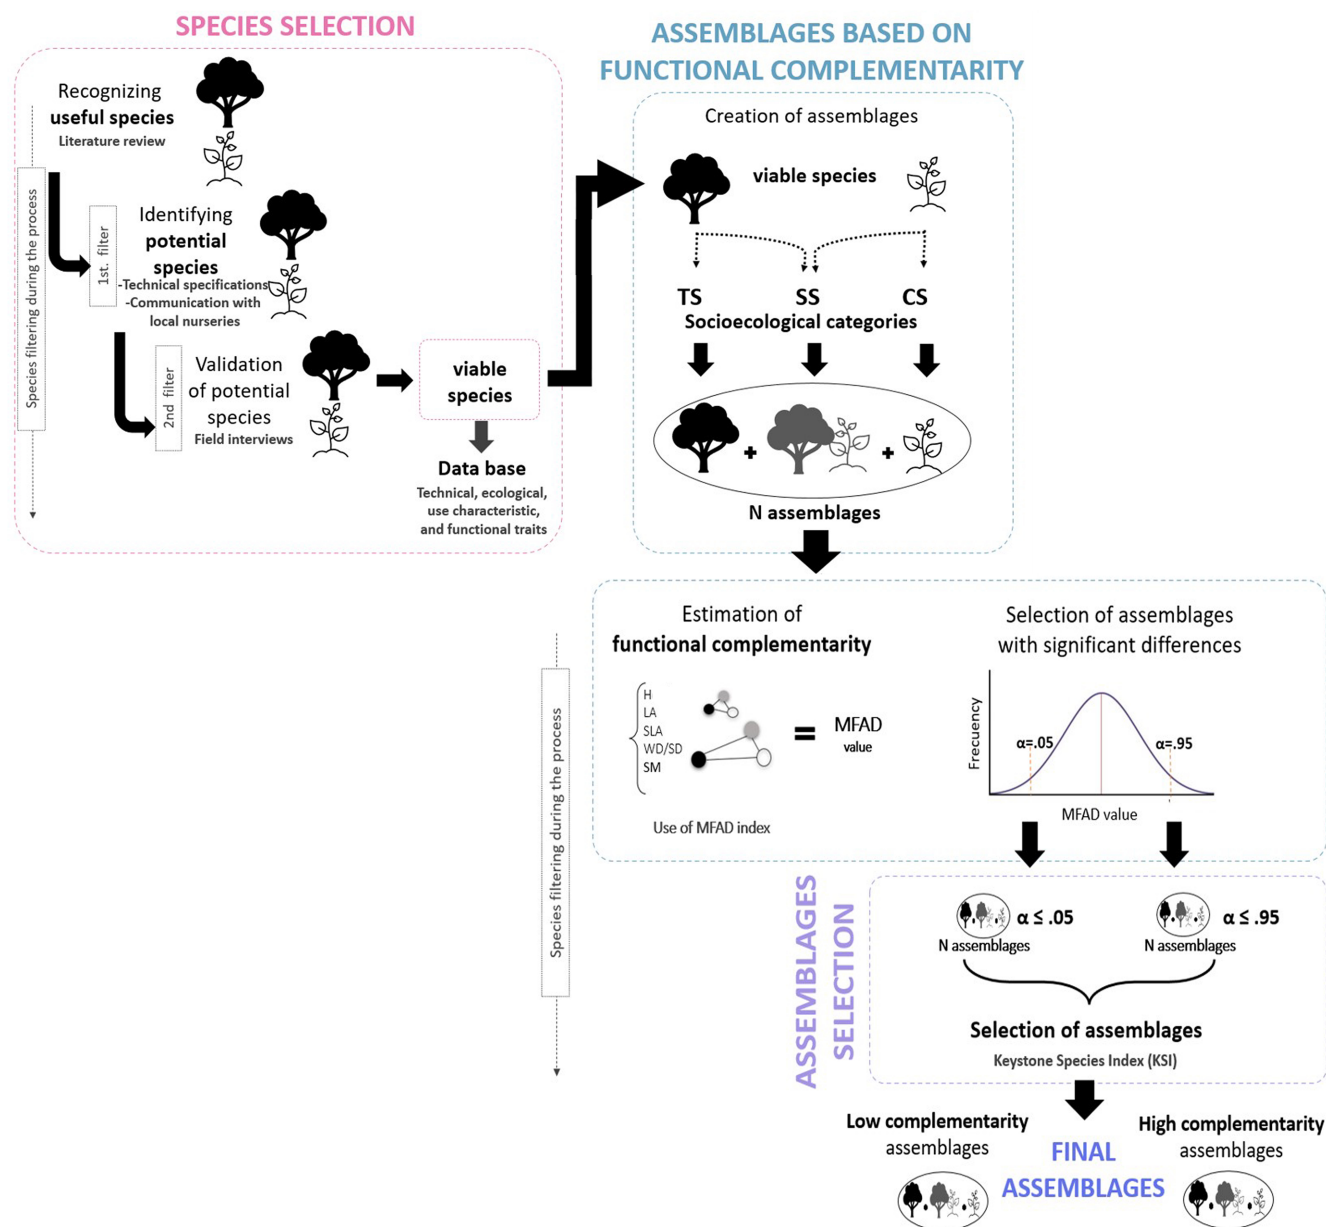 SPECIES SELECTION
Recognizing
useful species
Literature review
Species filtering during the process
1st. filter
Identifying
potential
species
-Technical specifications
-Communication with
local nurseries
2nd filter
Validation
of potential
species
Field interviews
viable
species
Data base
Technical, ecological,
use characteristic,
and functional traits
ASSEMBLAGES BASED ON
FUNCTIONAL COMPLEMENTARITY
Creation of assemblages
viable species
TS SS CS
Socioecological categories
+ +
N assemblages
Species filtering during the process
Estimation of
functional complementarity
H
LA
SLA
WD/SD
SM
= MFAD
value
Use of MFAD index
Selection of assemblages
with significant differences
Frecuency
α=.05
α=.95
MFAD value
ASSEMBLAGES
SELECTION
α ≤ .05
N assemblages
α ≤ .95
N assemblages
Selection of assemblages
Keystone Species Index (KSI)
Low complementarity
assemblages
FINAL
ASSEMBLAGES
High complementarity
assemblages